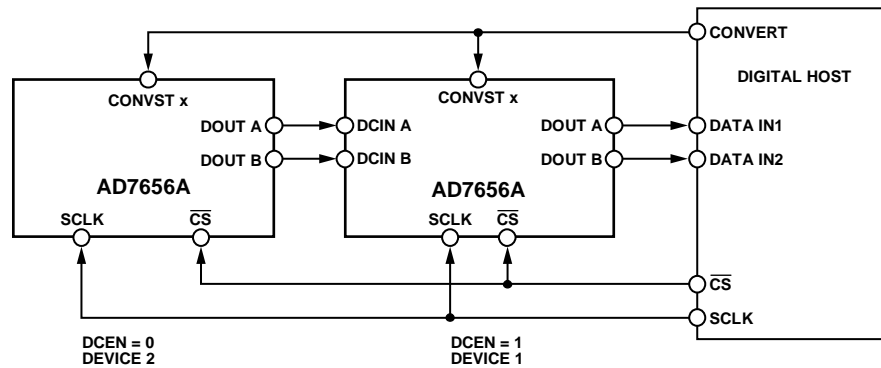 CONVERT
DIGITAL HOST
CONVST x
CONVST x
DOUT A
DCIN A
DOUT A
DATA IN1
DOUT B
DCIN B
DOUT B
DATA IN2
AD7656A
AD7656A
SCLK
CS
SCLK
CS
CS
SCLK
DCEN = 0
DEVICE 2
DCEN = 1
DEVICE 1